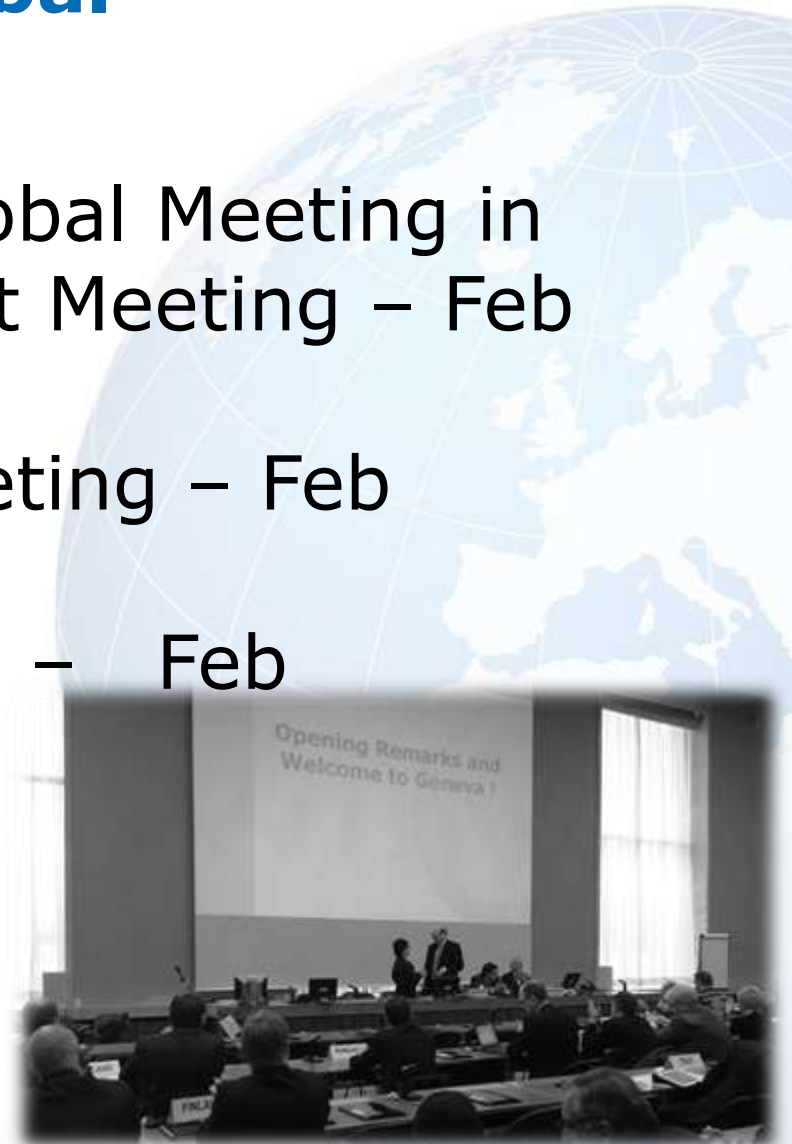 obal Meeting in
t Meeting – Feb
eting – Feb
– Feb
Opening Remarks and
Welcome to Geneva !